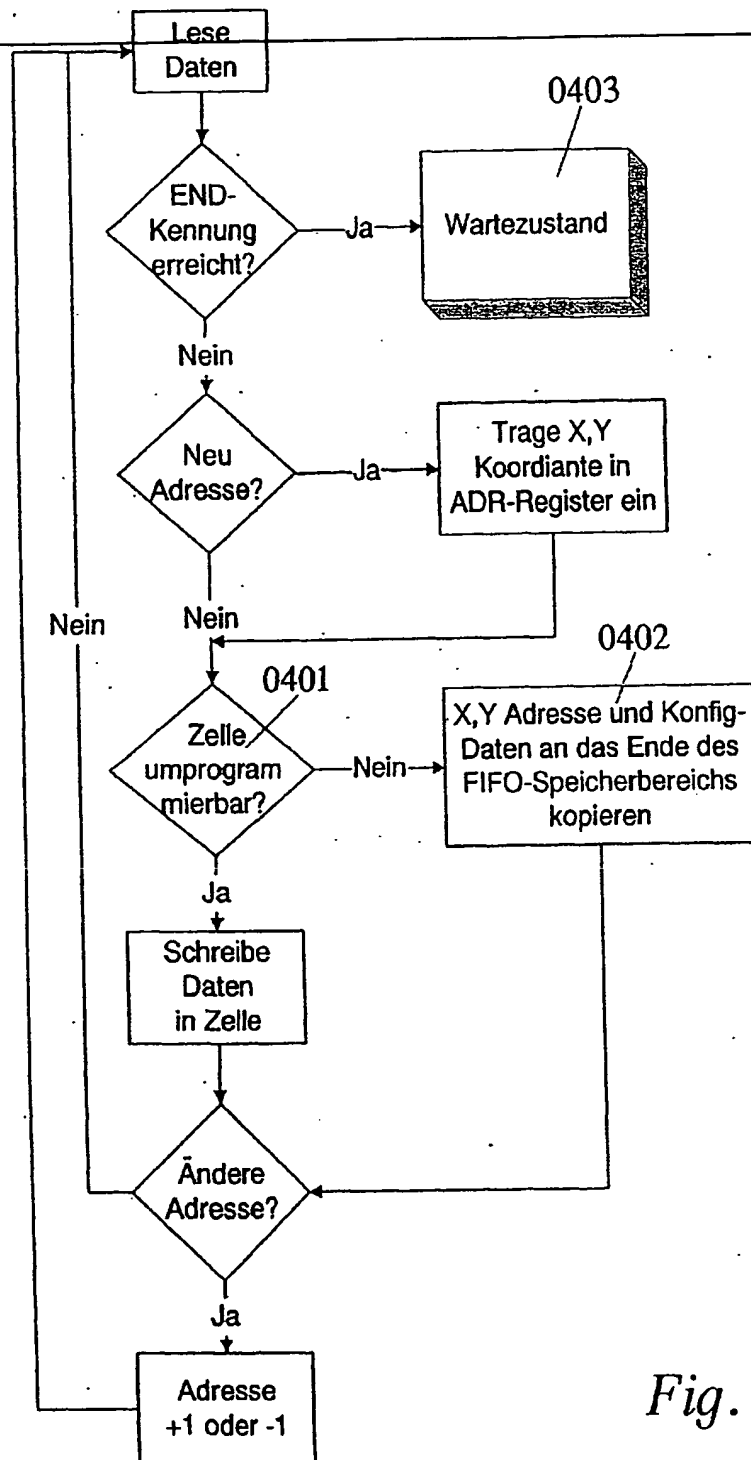 Lese
Daten
0403
END-
Kennung
erreicht?
Ja
Wartezustand
Nein
Neu
Adresse?
Ja
Trage X,Y
Koordiante in
ADR-Register ein
Nein
Nein
0401
0402
Zelle
umprogram
mierbar?
Nein
X,Y Adresse und Konfig-
Daten an das Ende des
FIFO-Speicherbereichs
kopieren
Ja
Schreibe
Daten
in Zelle
Ändere
Adresse?
Ja
Adresse
+1 oder -1
Fig.